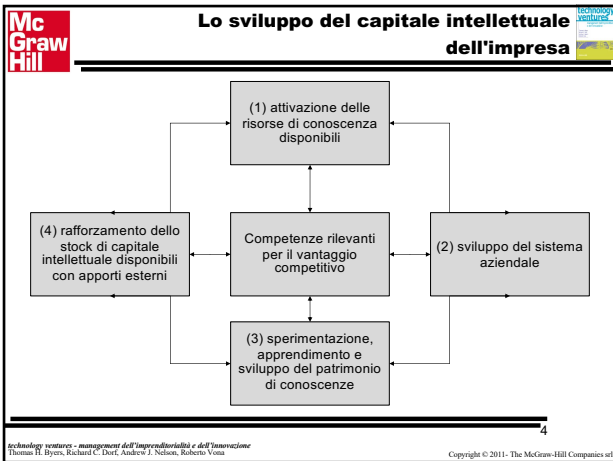 Mc
Graw
Hill
Lo sviluppo del capitale intellettuale
dell'impresa
technology
ventures
(1) attivazione delle
risorse di conoscenza
disponibili
(4) rafforzamento dello
stock di capitale
intellettuale disponibili
con apporti esterni
Competenze rilevanti
per il vantaggio
competitivo
(2) sviluppo del sistema
aziendale
(3) sperimentazione,
apprendimento e
sviluppo del patrimonio
di conoscenze
4
technology ventures - management dell'imprenditorialità e dell'innovazione
Thomas H. Byers, Richard C. Dorf, Andrew J. Nelson, Roberto Vona
Copyright © 2011- The McGraw-Hill Companies srl